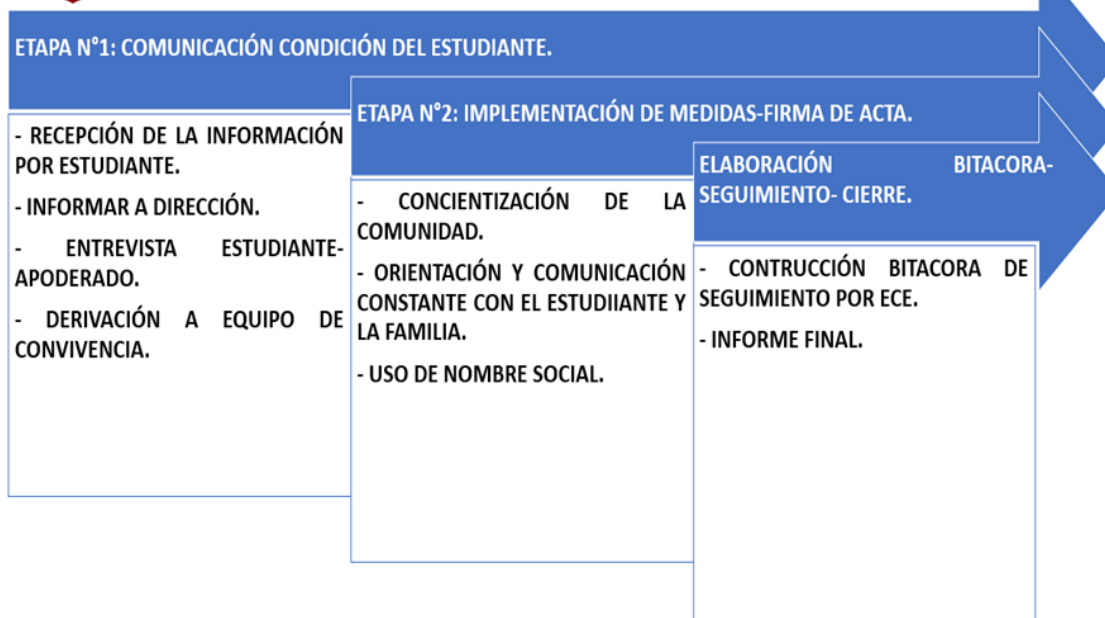 ETAPA N°1: COMUNICACIÓN CONDICIÓN DEL ESTUDIANTE.
- RECEPCIÓN DE LA INFORMACIÓN
POR ESTUDIANTE.
- INFORMAR A DIRECCIÓN.
- ENTREVISTA ESTUDIANTE-
APODERADO.
- DERIVACIÓN A EQUIPO DE
CONVIVENCIA.
ETAPA N°2: IMPLEMENTACIÓN DE MEDIDAS-FIRMA DE ACTA.
- CONCIENTIZACIÓN DE LA
COMUNIDAD.
- ORIENTACIÓN Y COMUNICACIÓN
CONSTANTE CON EL ESTUDIIANTE Y
LA FAMILIA.
- USO DE NOMBRE SOCIAL.
ELABORACIÓN BITACORA-
SEGUIMIENTO- CIERRE.
- CONTRUCCIÓN BITACORA DE
SEGUIMIENTO POR ECE.
- INFORME FINAL.